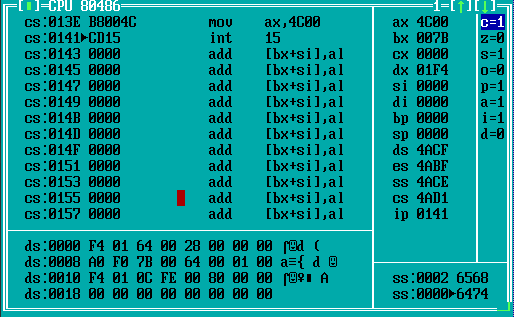 [■]=CPU 80486 1=[↑][↓]
cs:013E B8004C mov ax,4C00
cs:0141►CD15 int 15
cs:0143 0000 add [bx+si],al
cs:0145 0000 add [bx+si],al
cs:0147 0000 add [bx+si],al
cs:0149 0000 add [bx+si],al
cs:014B 0000 add [bx+si],al
cs:014D 0000 add [bx+si],al
cs:014F 0000 add [bx+si],al
cs:0151 0000 add [bx+si],al
cs:0153 0000 add [bx+si],al
cs:0155 0000 add [bx+si],al
cs:0157 0000 add [bx+si],al
ax 4C00 c=1
bx 007B z=0
cx 0000 s=1
dx 01F4 o=0
si 0000 p=1
di 0000 a=1
bp 0000 i=1
sp 0000 d=0
ds 4ACF
es 4ABF
ss 4ACE
cs 4AD1
ip 0141
ds:0000 F4 01 64 00 28 00 00 00 ⌠☺d (
ds:0008 A0 F0 7B 00 64 00 01 00 a≡{ d ☺
ds:0010 F4 01 0C FE 00 80 00 00 ⌠☺♀■ А
ds:0018 00 00 00 00 00 00 00 00
ss:0002 6568
ss:0000►6474